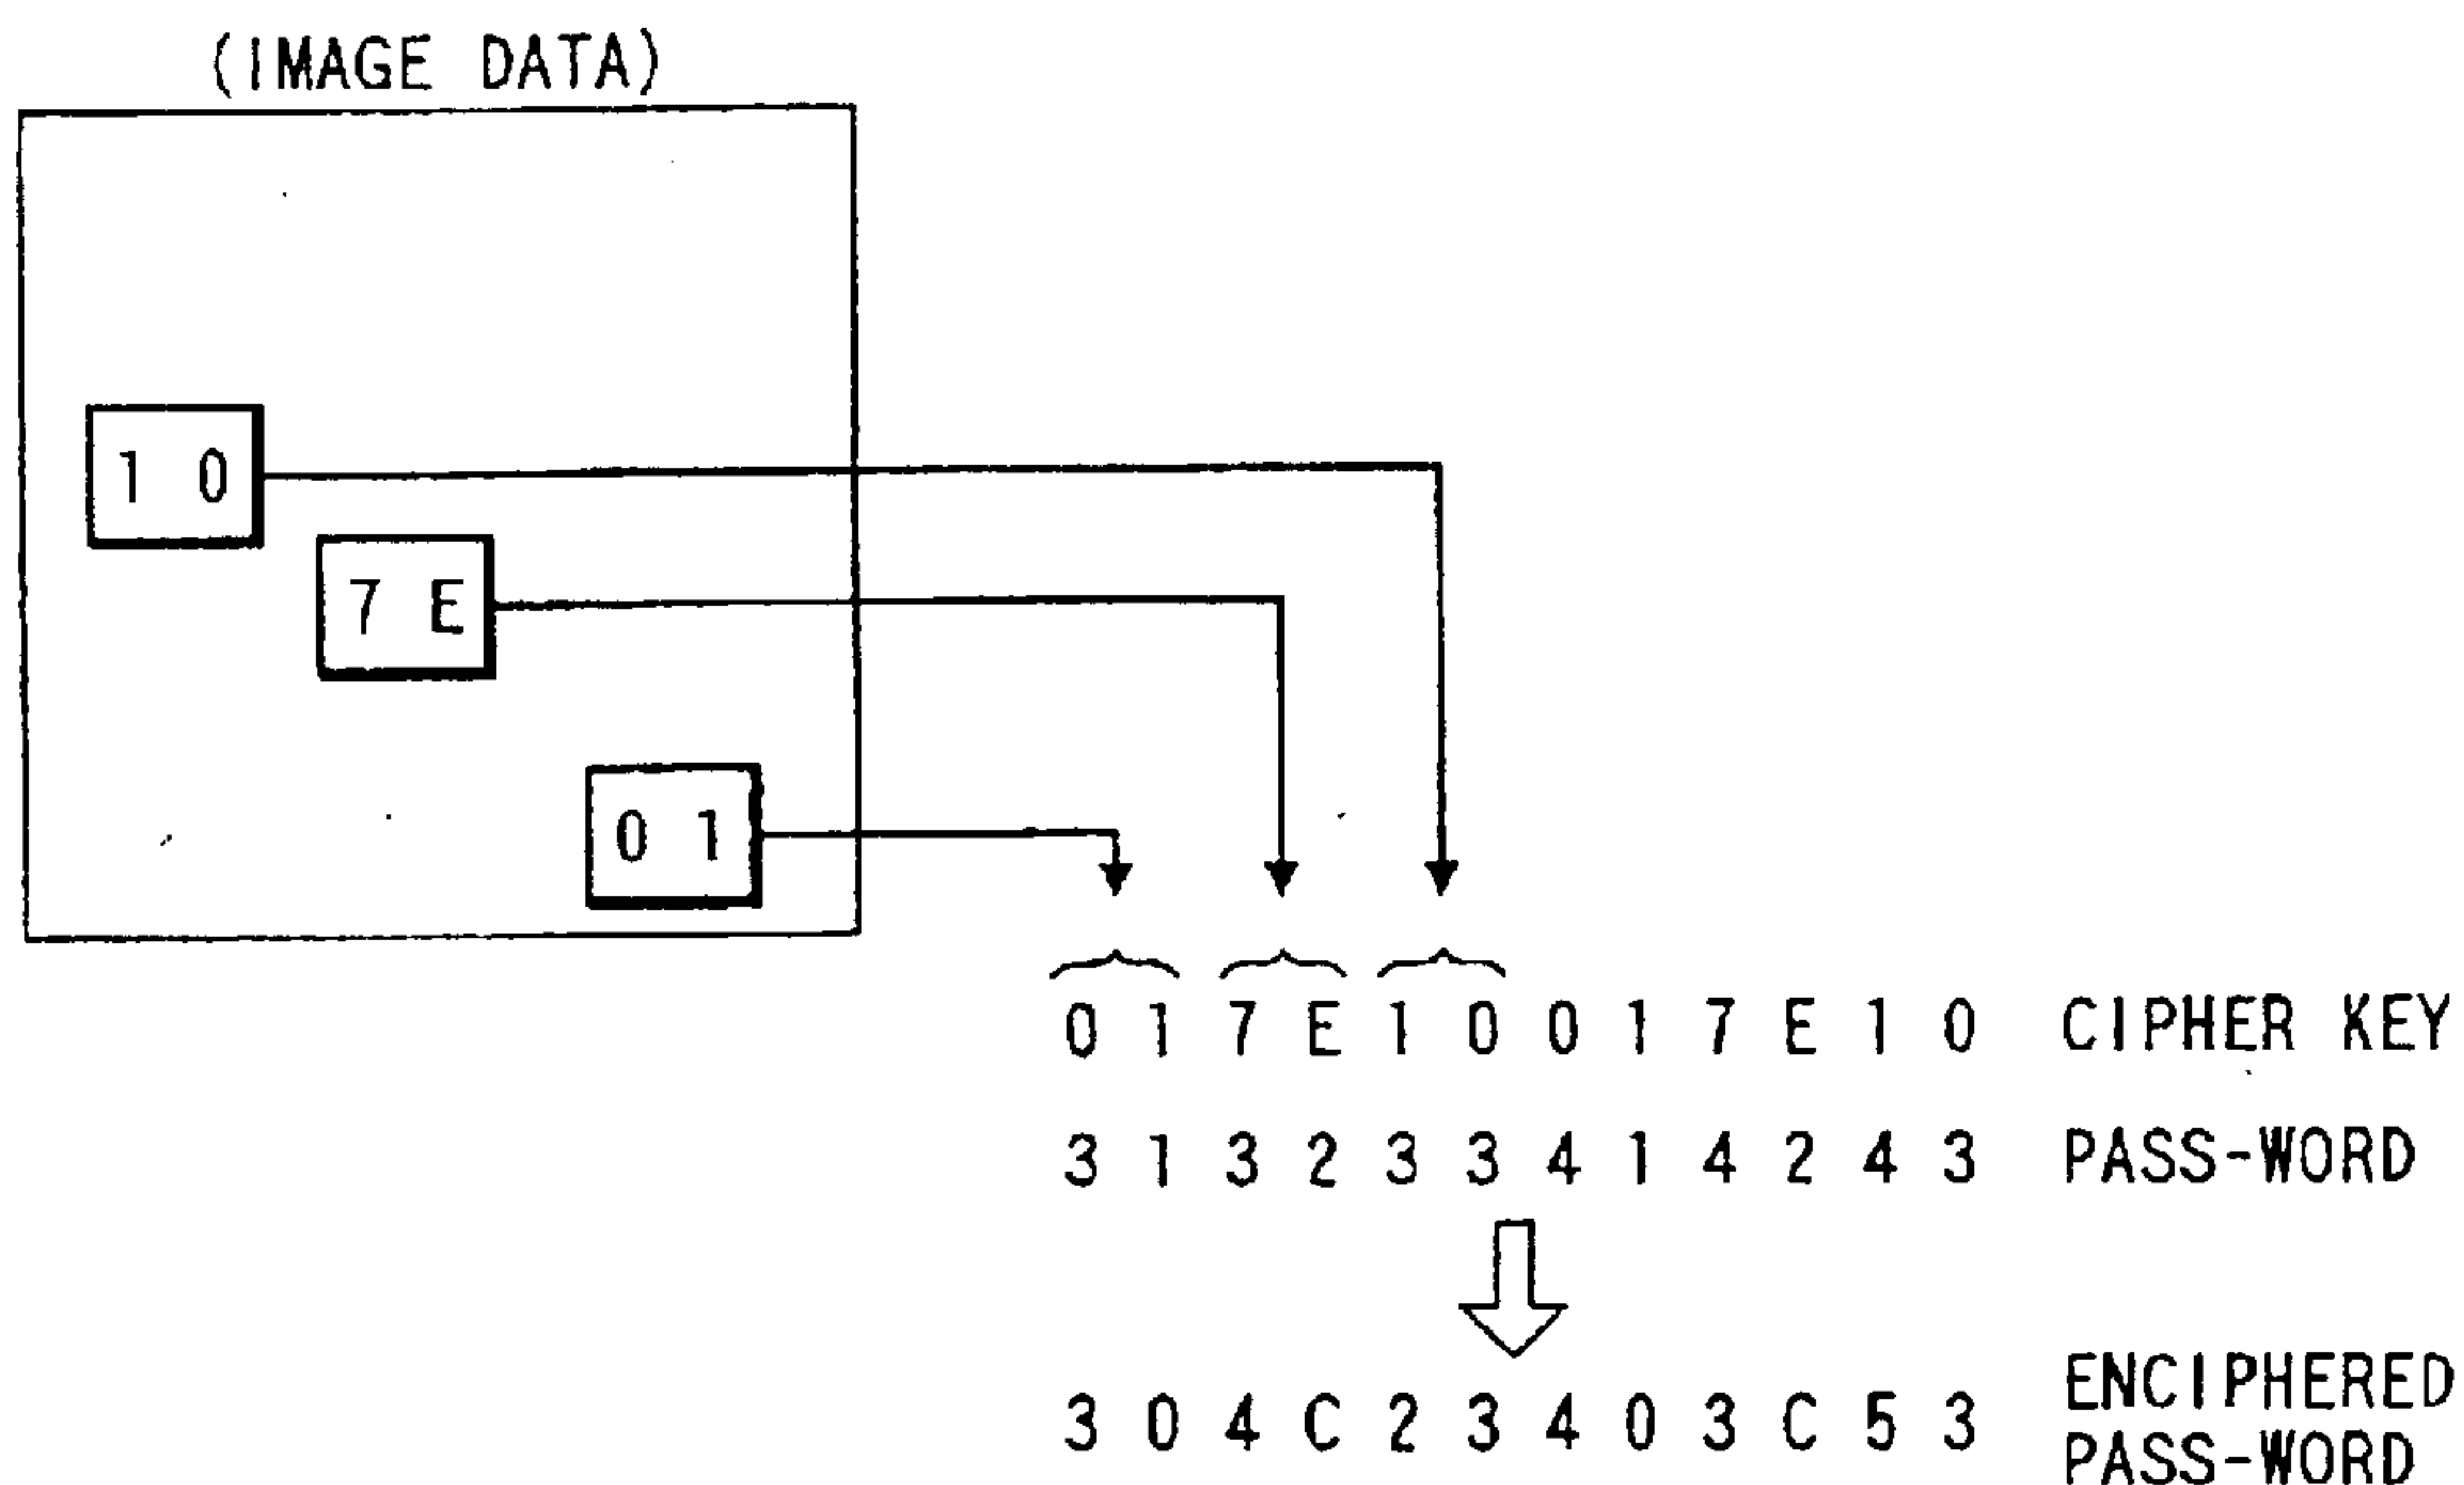 (IMAGE DATA)
1 0
7 E
0 1
0 1 7 E 1 0 0 1 7 E 1 0 CIPHER KEY
3 1 3 2 3 3 4 1 4 2 4 3 PASS-WORD
3 0 4 C 2 3 4 0 3 C 5 3 ENCIPHERED
PASS-WORD